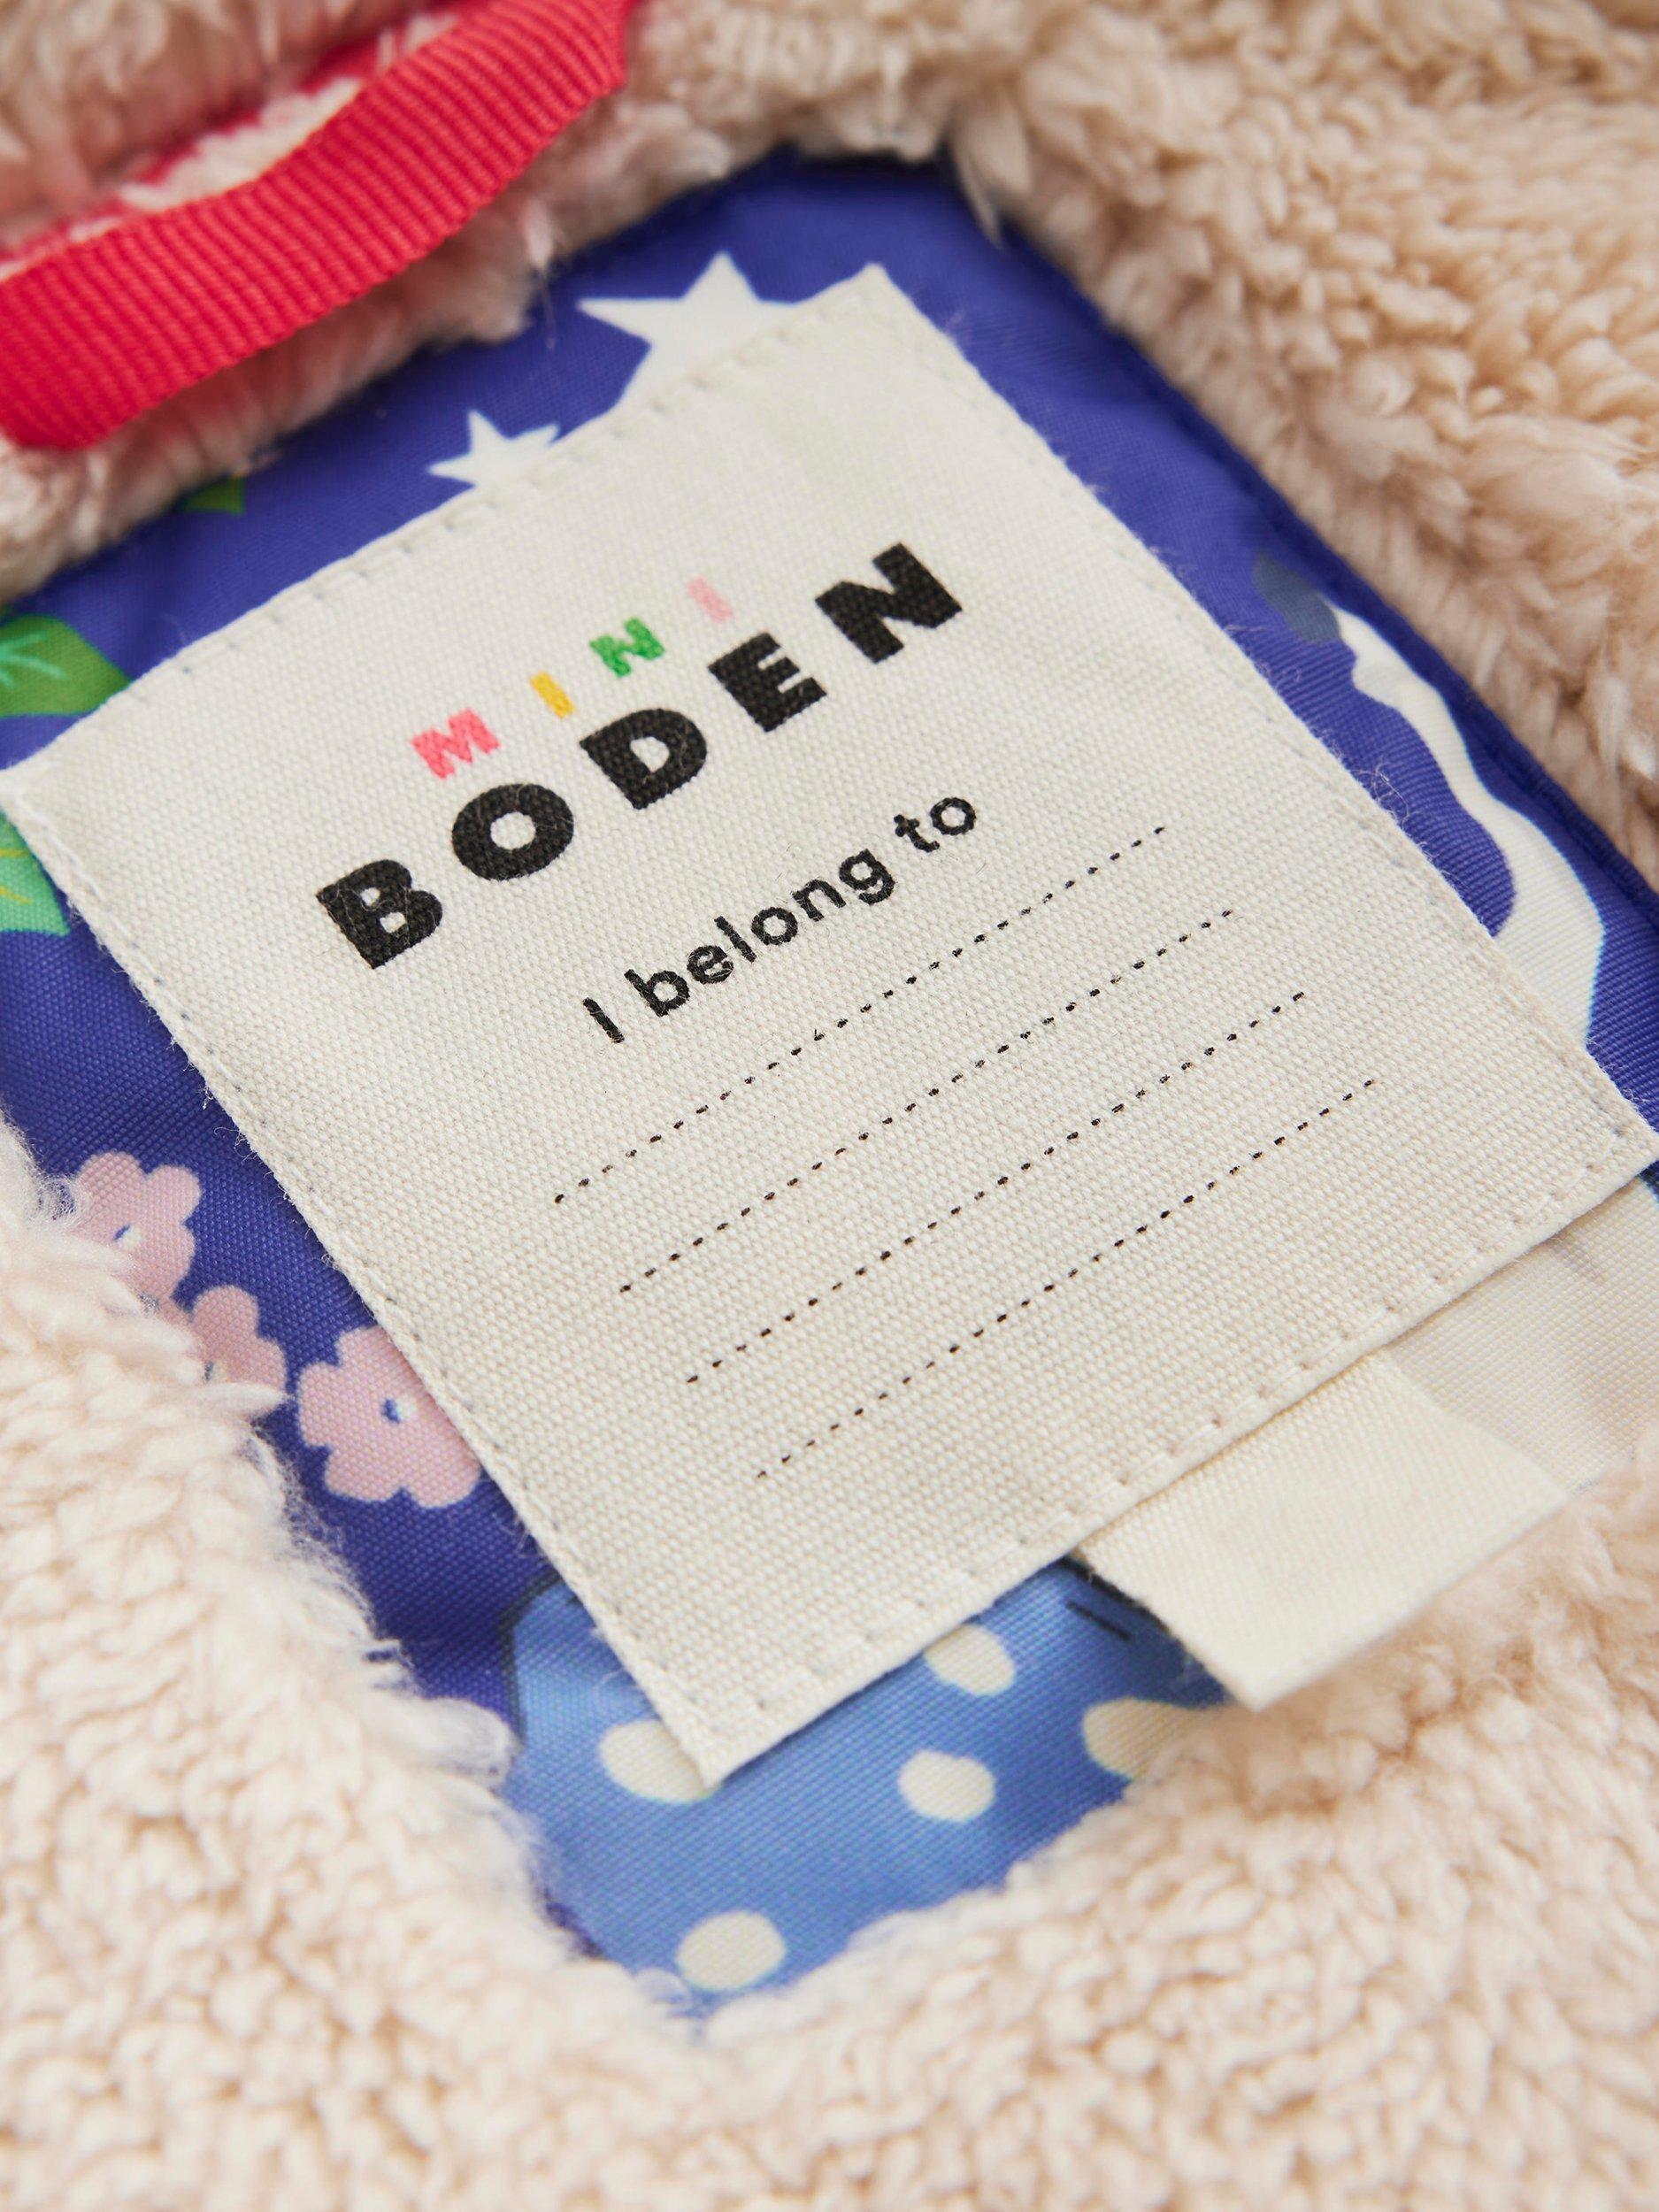 MINI
BODEN
I belong to